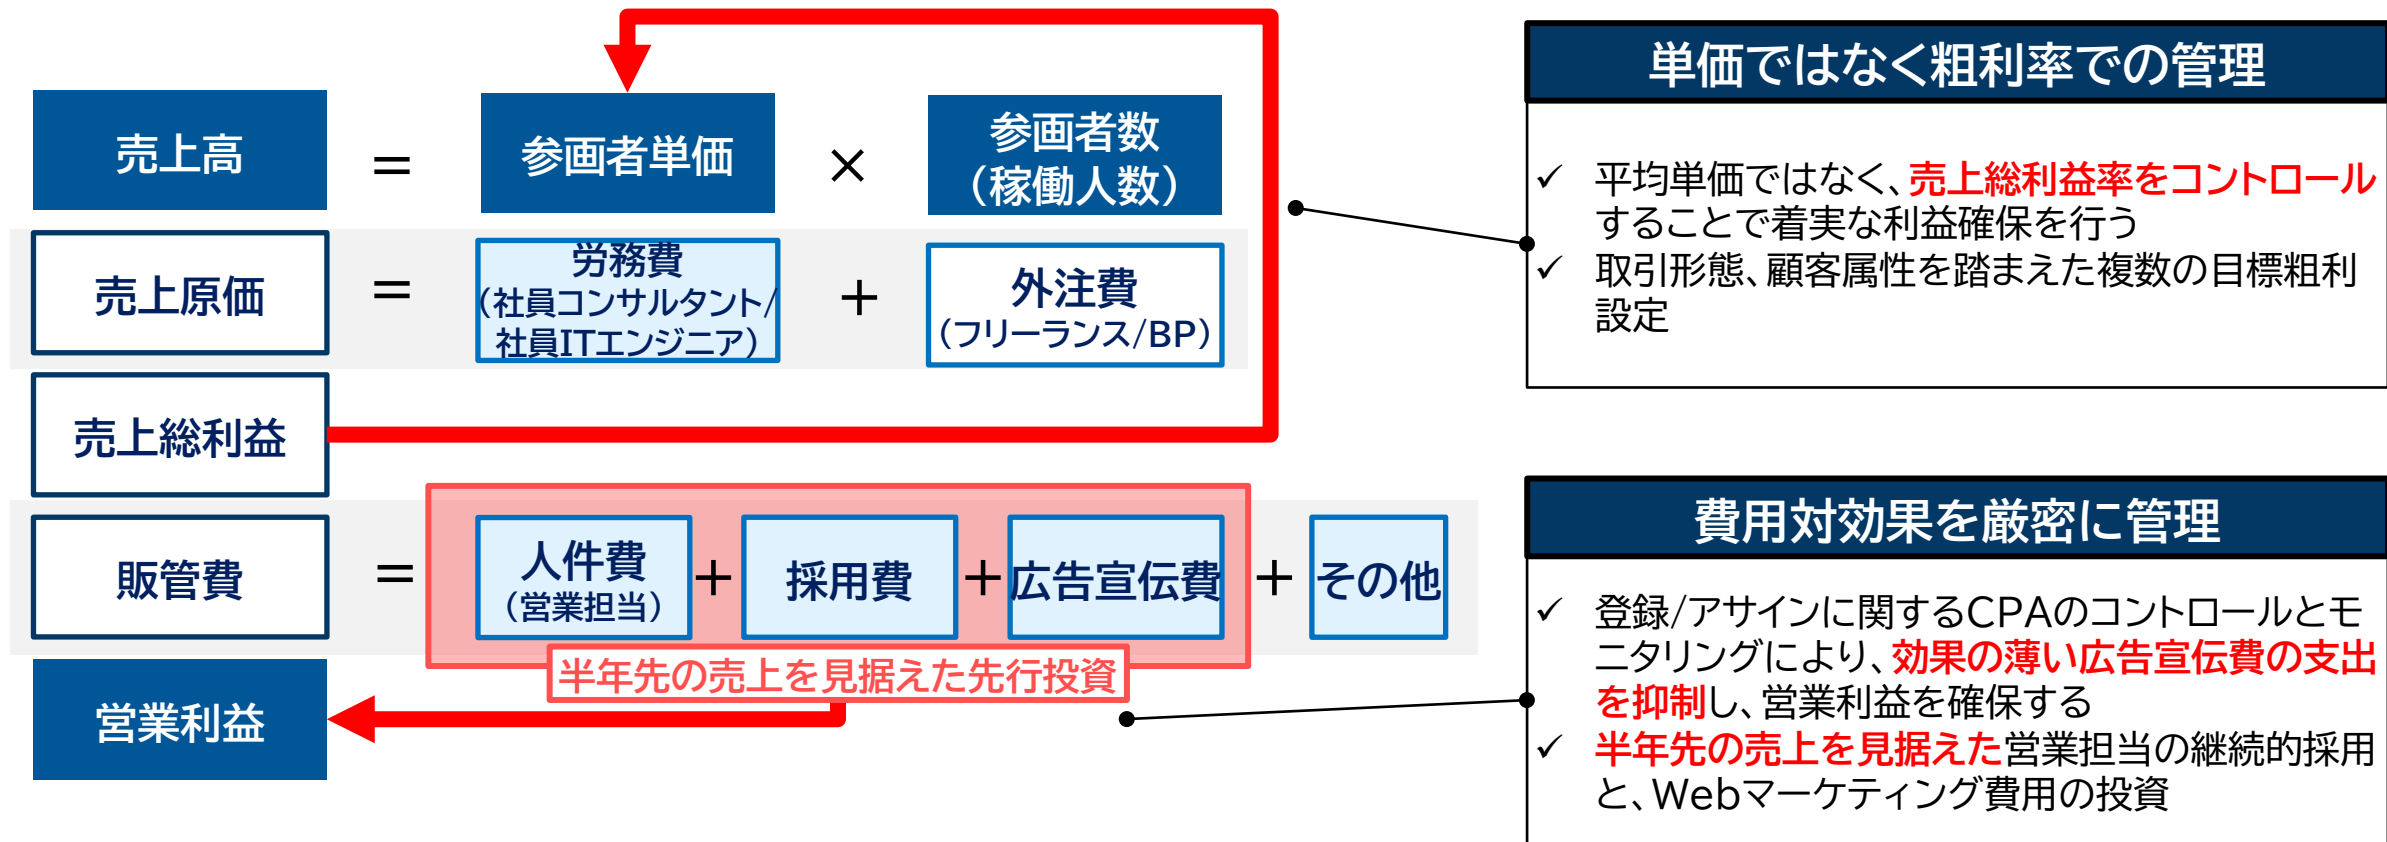 売上高
=
参画者単価
×
参画者数
（稼働人数）
売上原価
=
労務費
（社員コンサルタント/
社員ITエンジニア）
+
外注費
（フリーランス/BP）
売上総利益
販管費
=
人件費
（営業担当）
+
採用費
+
広告宣伝費
+
その他
半年先の売上を見据えた先行投資
営業利益
単価ではなく粗利率での管理
✓ 平均単価ではなく、売上総利益率をコントロール
することで着実な利益確保を行う
✓ 取引形態、顧客属性を踏まえた複数の目標粗利
設定
費用対効果を厳密に管理
✓ 登録/アサインに関するCPAのコントロールとモ
ニタリングにより、効果の薄い広告宣伝費の支出
を抑制し、営業利益を確保する
✓ 半年先の売上を見据えた営業担当の継続的採用
と、Webマーケティング費用の投資